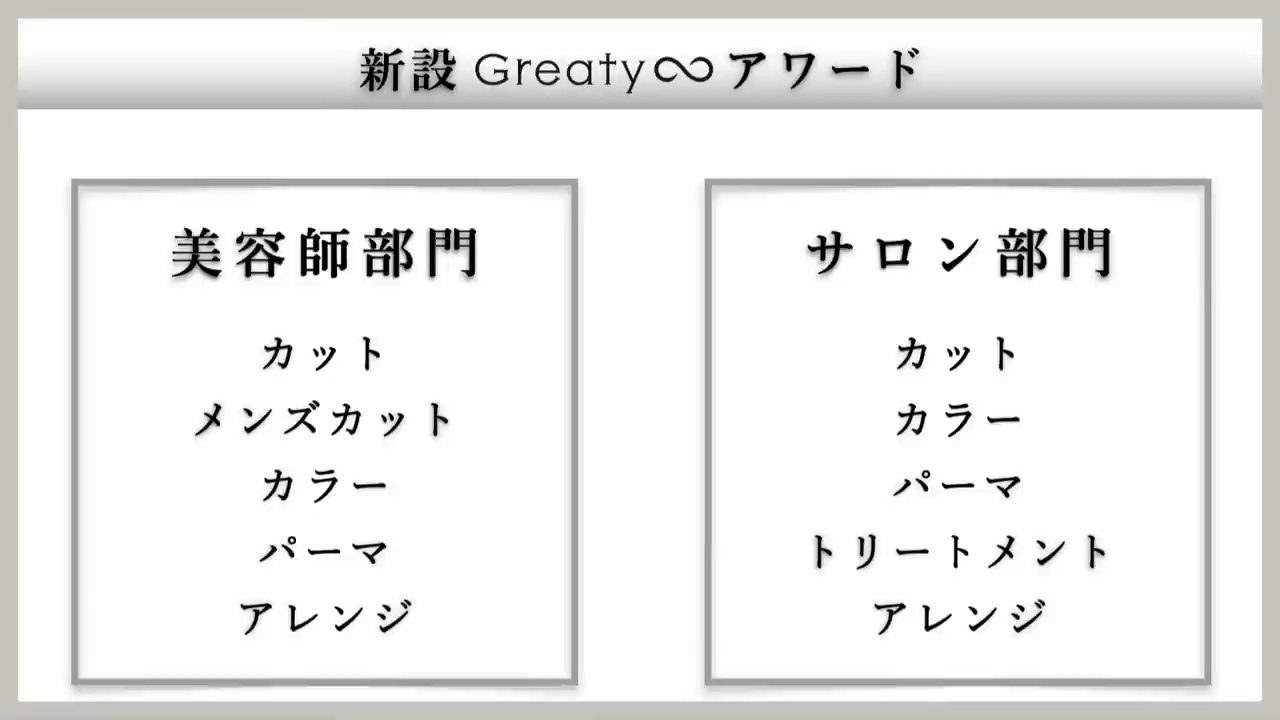 新設 Greaty∞アワード
美容師部門
カット
メンズカット
カラー
パーマ
アレンジ
サロン部門
カット
カラー
パーマ
トリートメント
アレンジ